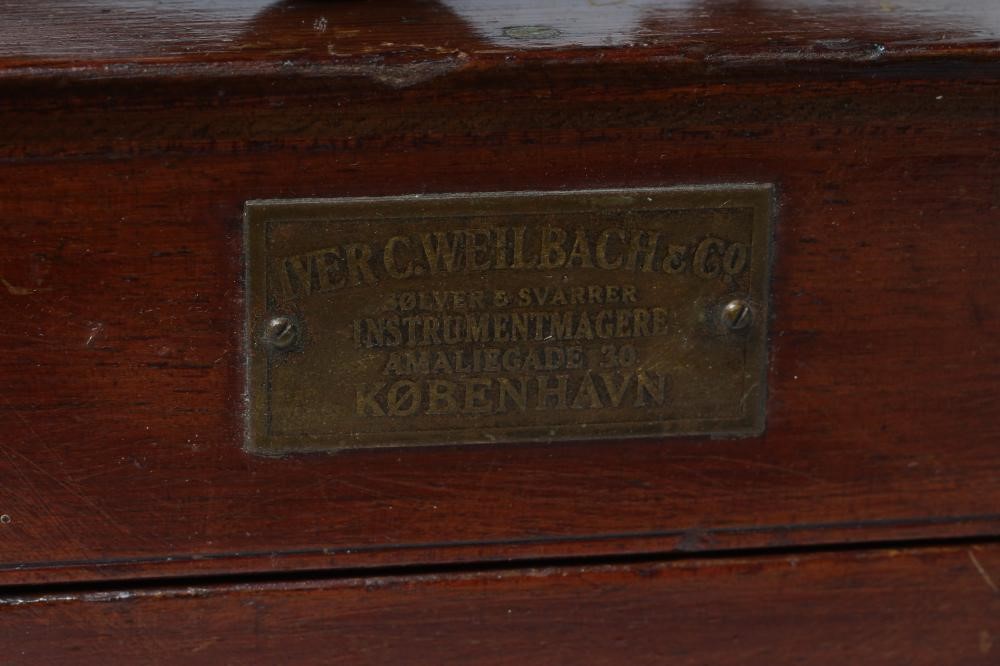 IVER C. WEILBACH & CO
SØLVER & SVARRER
INSTRUMENTMAGERE
AMALIEGADE 30
KØBENHAVN